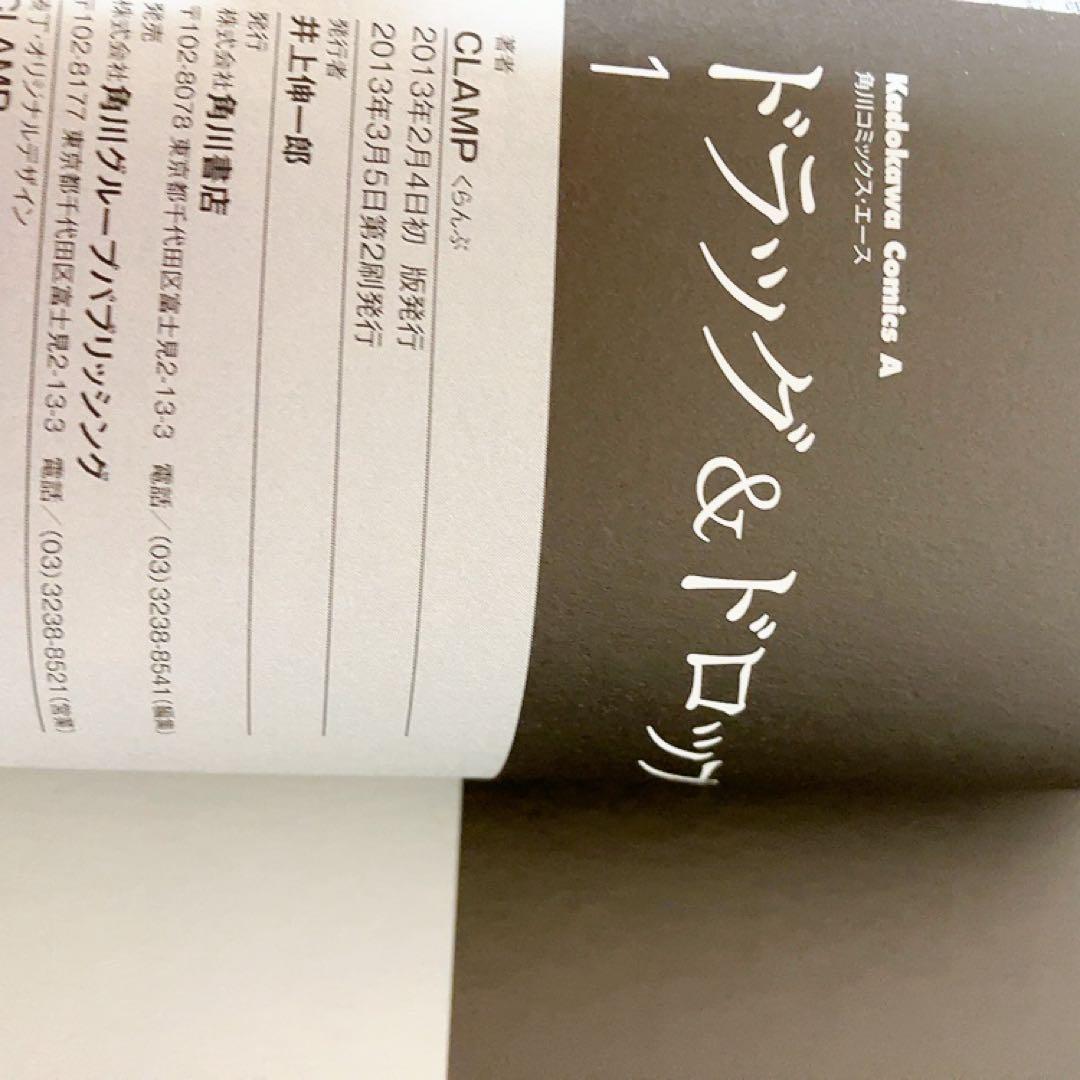 Kadokawa Comics A
角川コミックス・エース
ドラッグ&ドロップ
1
著者
CLAMP くらんぷ
2013年2月4日初 版発行
2013年3月5日第2刷発行
発行者
井上伸一郎
発行
株式会社角川書店
〒102-8078 東京都千代田区富士見2-13-3 電話/(03)3238-8541(編集)
発売
株式会社角川グループパブリッシング
〒102-8177 東京都千代田区富士見2-13-3 電話/(03)3238-8521(営業)
オリジナルデザイン
CLAMP